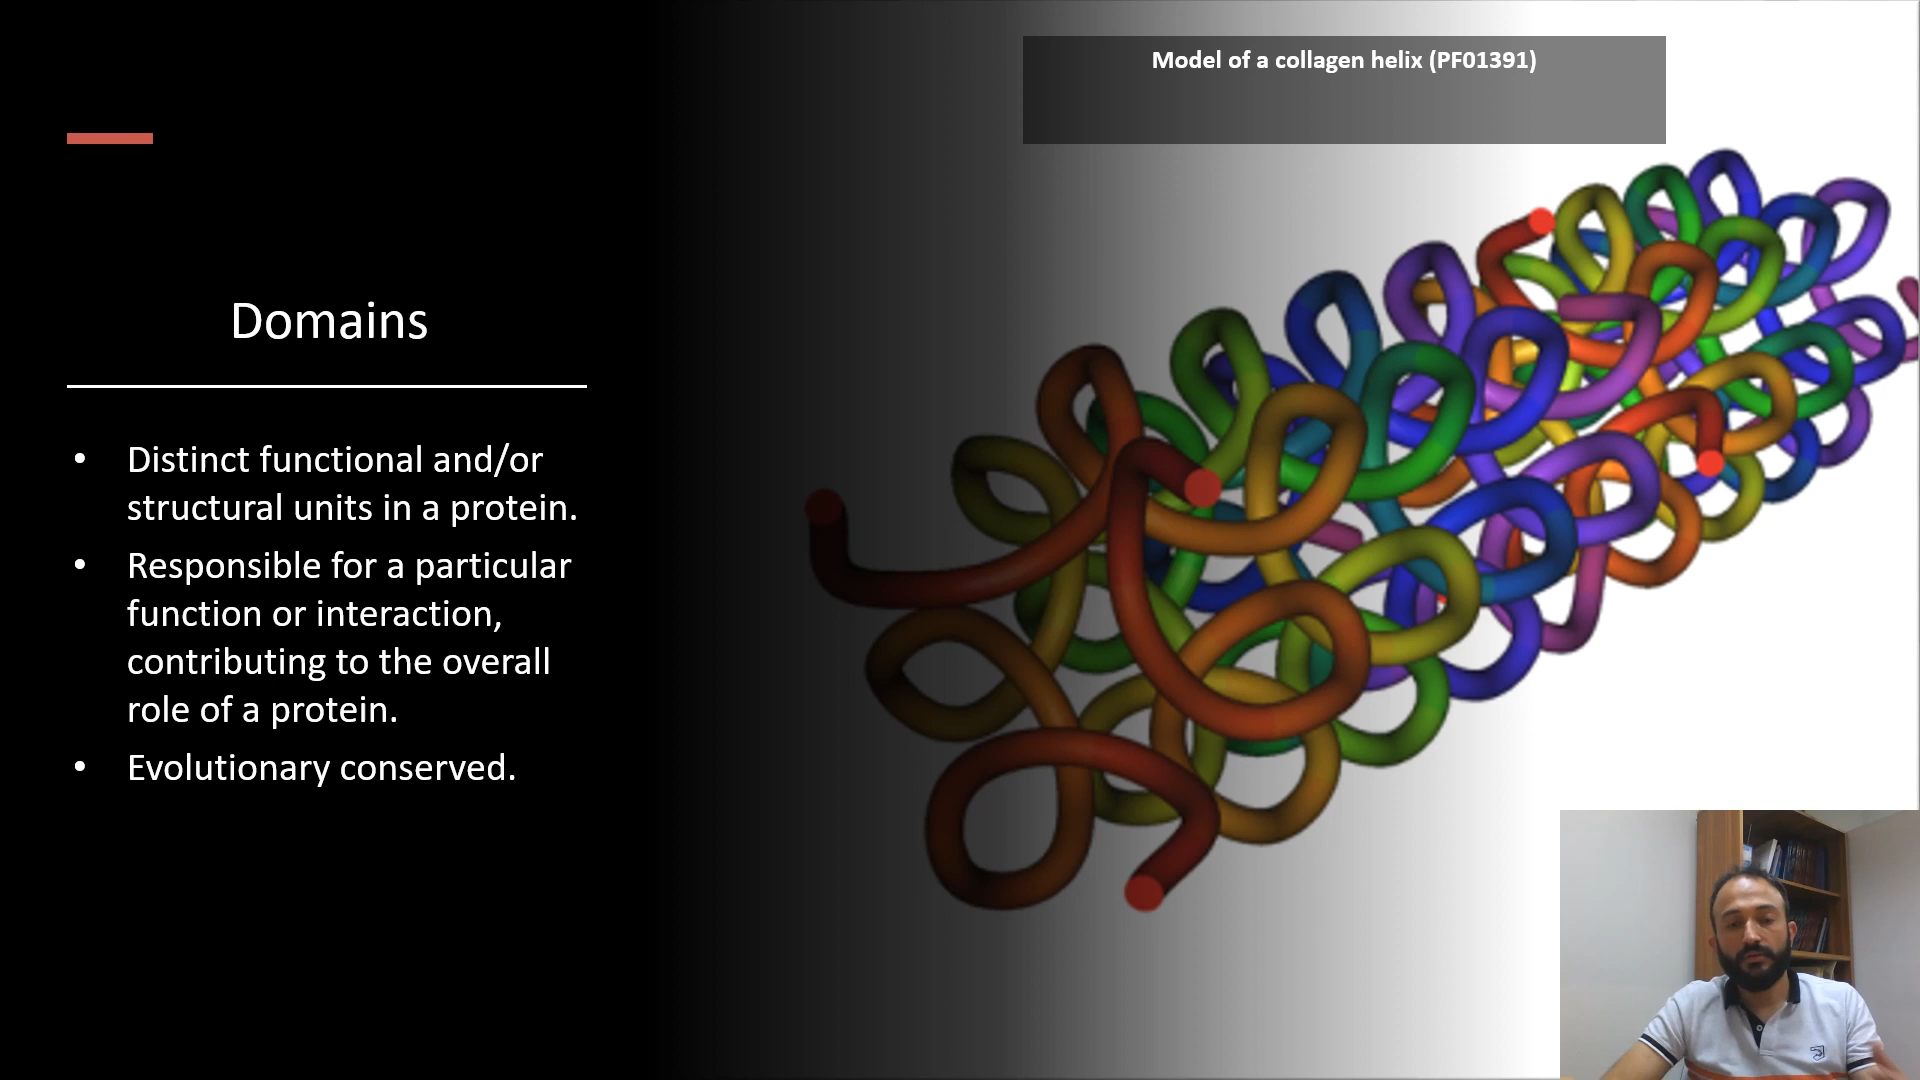 Model of a collagen helix (PF01391)
Domains
• Distinct functional and/or
structural units in a protein.
• Responsible for a particular
function or interaction,
contributing to the overall
role of a protein.
• Evolutionary conserved.